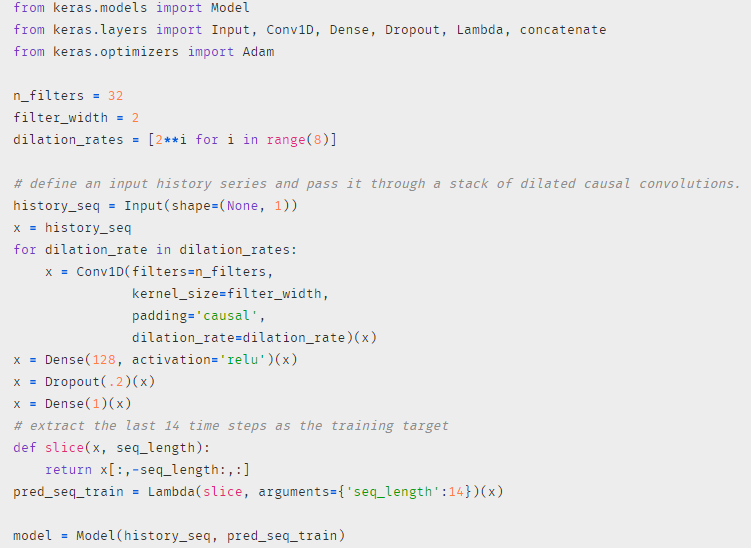 from keras.models import Model
from keras.layers import Input, Conv1D, Dense, Dropout, Lambda, concatenate
from keras.optimizers import Adam

n_filters = 32
filter_width = 2
dilation_rates = [2**i for i in range(8)]

# define an input history series and pass it through a stack of dilated causal convolutions.
history_seq = Input(shape=(None, 1))
x = history_seq
for dilation_rate in dilation_rates:
    x = Conv1D(filters=n_filters,
               kernel_size=filter_width,
               padding='causal',
               dilation_rate=dilation_rate)(x)
x = Dense(128, activation='relu')(x)
x = Dropout(.2)(x)
x = Dense(1)(x)
# extract the last 14 time steps as the training target
def slice(x, seq_length):
    return x[:,-seq_length:,:]
pred_seq_train = Lambda(slice, arguments={'seq_length':14})(x)

model = Model(history_seq, pred_seq_train)